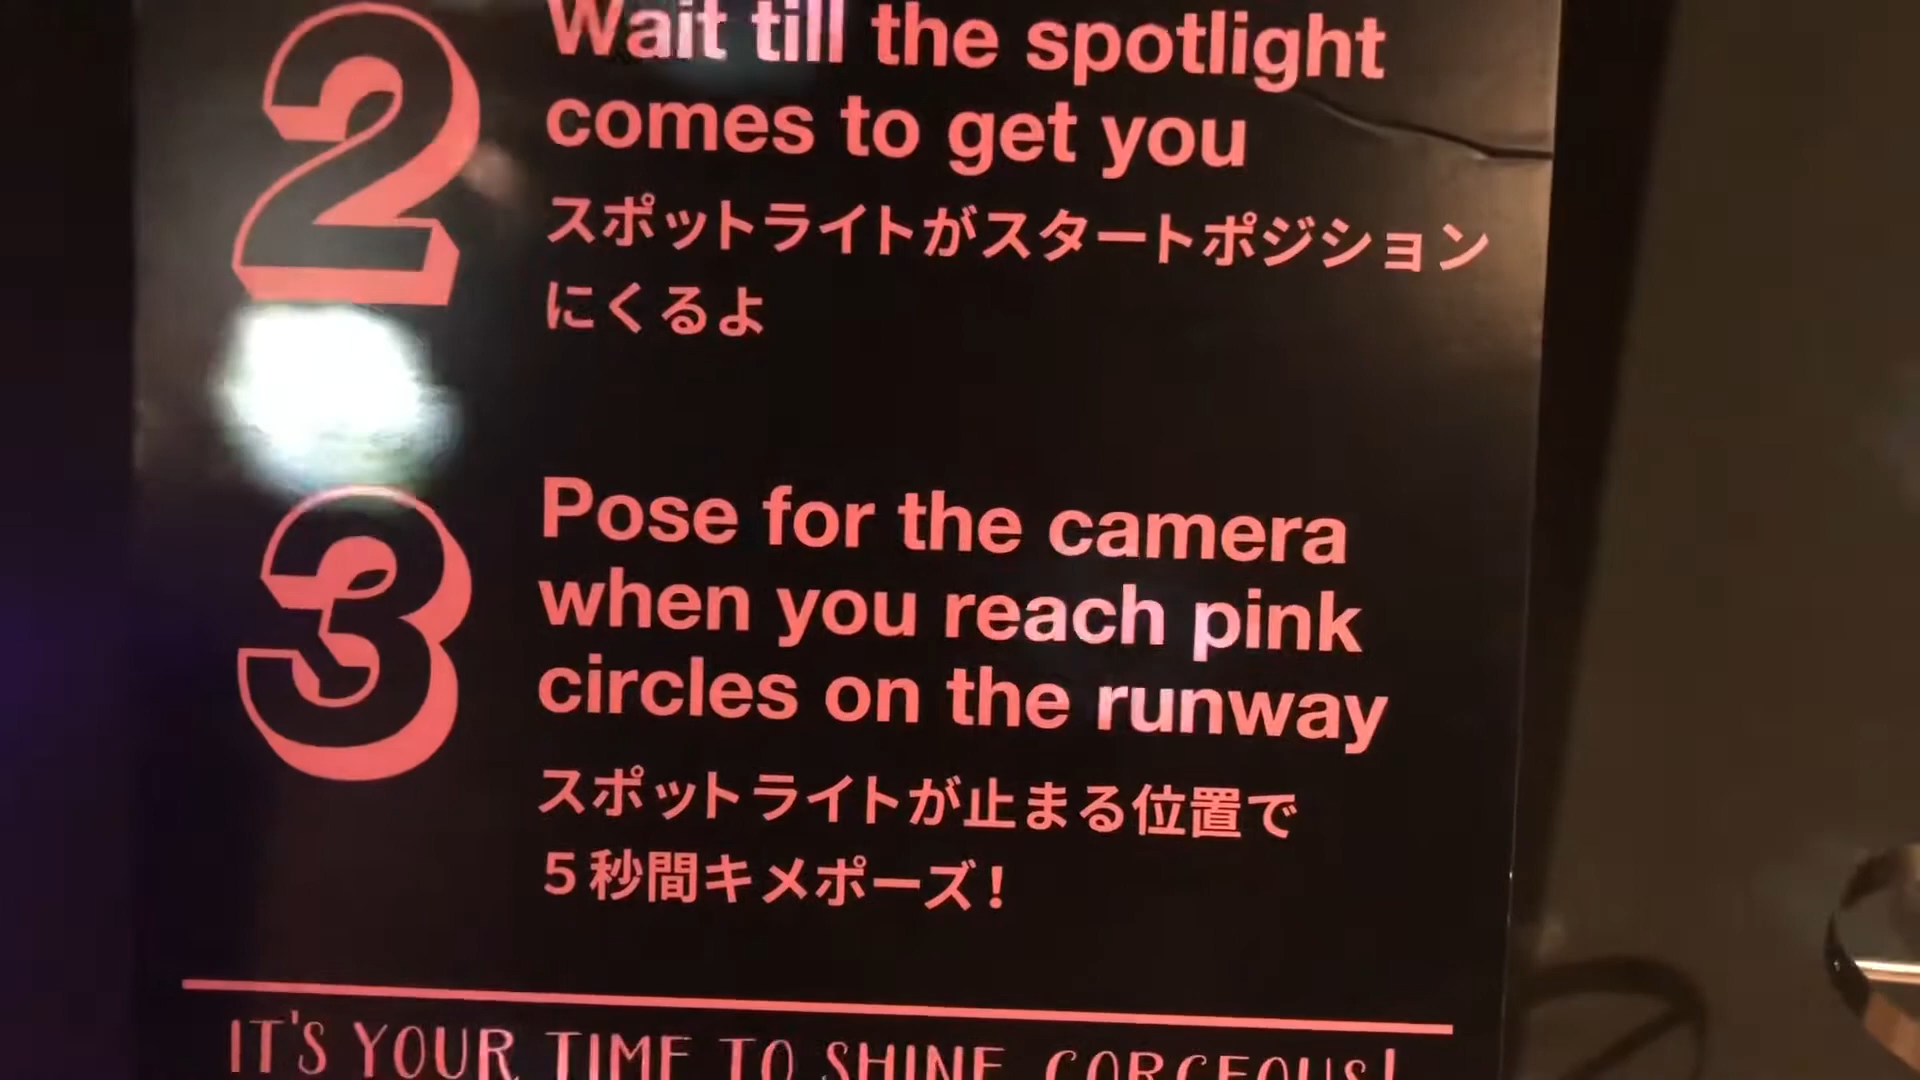 2
Wait till the spotlight
comes to get you
スポットライトがスタートポジション
にくるよ
3
Pose for the camera
when you reach pink
circles on the runway
スポットライトが止まる位置で
5秒間キメポーズ！
IT'S YOUR TIME TO SHINE GORGEOUS!